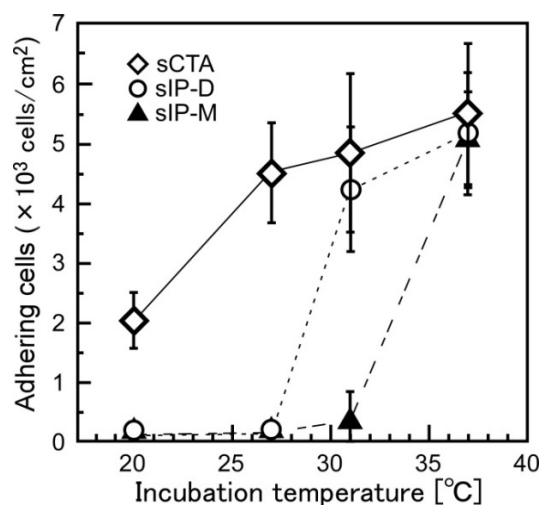 Adhering cells (×10³ cells/cm²)
7
6
5
4
3
2
1
0
sCTA
sIP-D
sIP-M
20 25 30 35 40
Incubation temperature [℃]